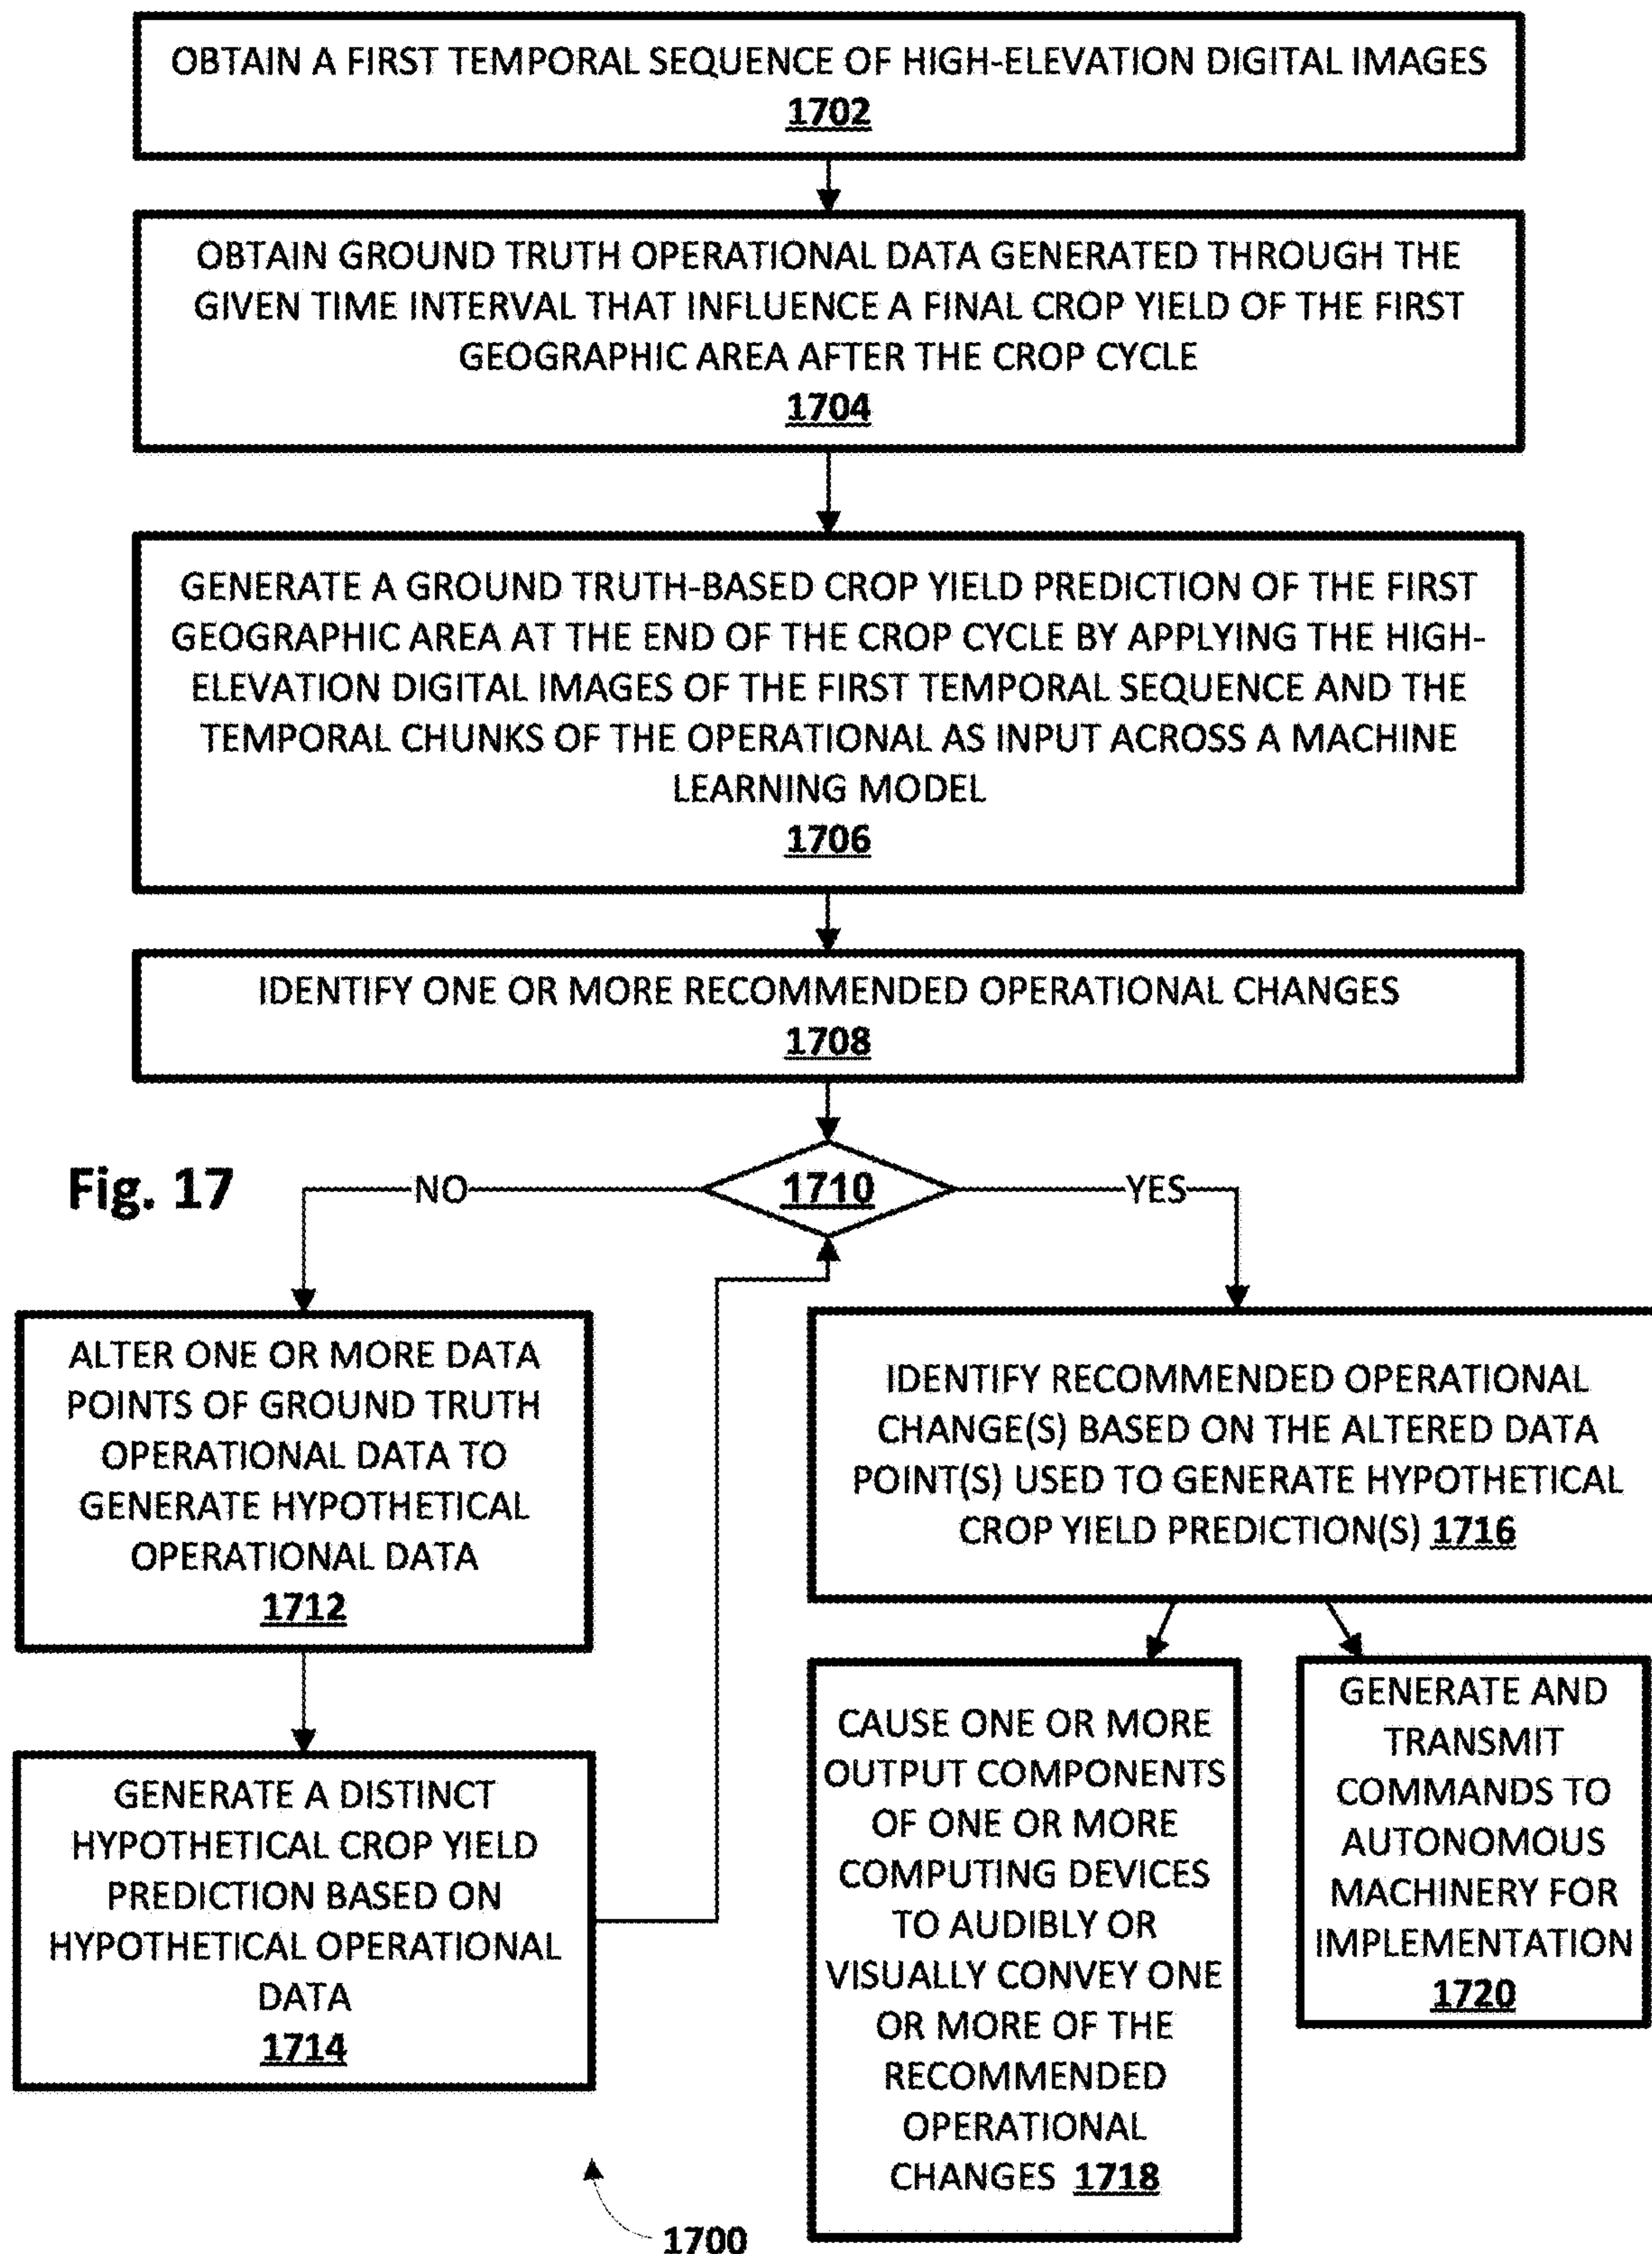 OBTAIN A FIRST TEMPORAL SEQUENCE OF HIGH-ELEVATION DIGITAL IMAGES
1702
OBTAIN GROUND TRUTH OPERATIONAL DATA GENERATED THROUGH THE
GIVEN TIME INTERVAL THAT INFLUENCE A FINAL CROP YIELD OF THE FIRST
GEOGRAPHIC AREA AFTER THE CROP CYCLE
1704
GENERATE A GROUND TRUTH-BASED CROP YIELD PREDICTION OF THE FIRST
GEOGRAPHIC AREA AT THE END OF THE CROP CYCLE BY APPLYING THE HIGH-
ELEVATION DIGITAL IMAGES OF THE FIRST TEMPORAL SEQUENCE AND THE
TEMPORAL CHUNKS OF THE OPERATIONAL AS INPUT ACROSS A MACHINE
LEARNING MODEL
1706
IDENTIFY ONE OR MORE RECOMMENDED OPERATIONAL CHANGES
1708
Fig. 17
NO
1710
YES
ALTER ONE OR MORE DATA
POINTS OF GROUND TRUTH
OPERATIONAL DATA TO
GENERATE HYPOTHETICAL
OPERATIONAL DATA
1712
GENERATE A DISTINCT
HYPOTHETICAL CROP YIELD
PREDICTION BASED ON
HYPOTHETICAL OPERATIONAL
DATA
1714
IDENTIFY RECOMMENDED OPERATIONAL
CHANGE(S) BASED ON THE ALTERED DATA
POINT(S) USED TO GENERATE HYPOTHETICAL
CROP YIELD PREDICTION(S) 1716
CAUSE ONE OR MORE
OUTPUT COMPONENTS
OF ONE OR MORE
COMPUTING DEVICES
TO AUDIBLY OR
VISUALLY CONVEY ONE
OR MORE OF THE
RECOMMENDED
OPERATIONAL
CHANGES 1718
GENERATE AND
TRANSMIT
COMMANDS TO
AUTONOMOUS
MACHINERY FOR
IMPLEMENTATION
1720
1700